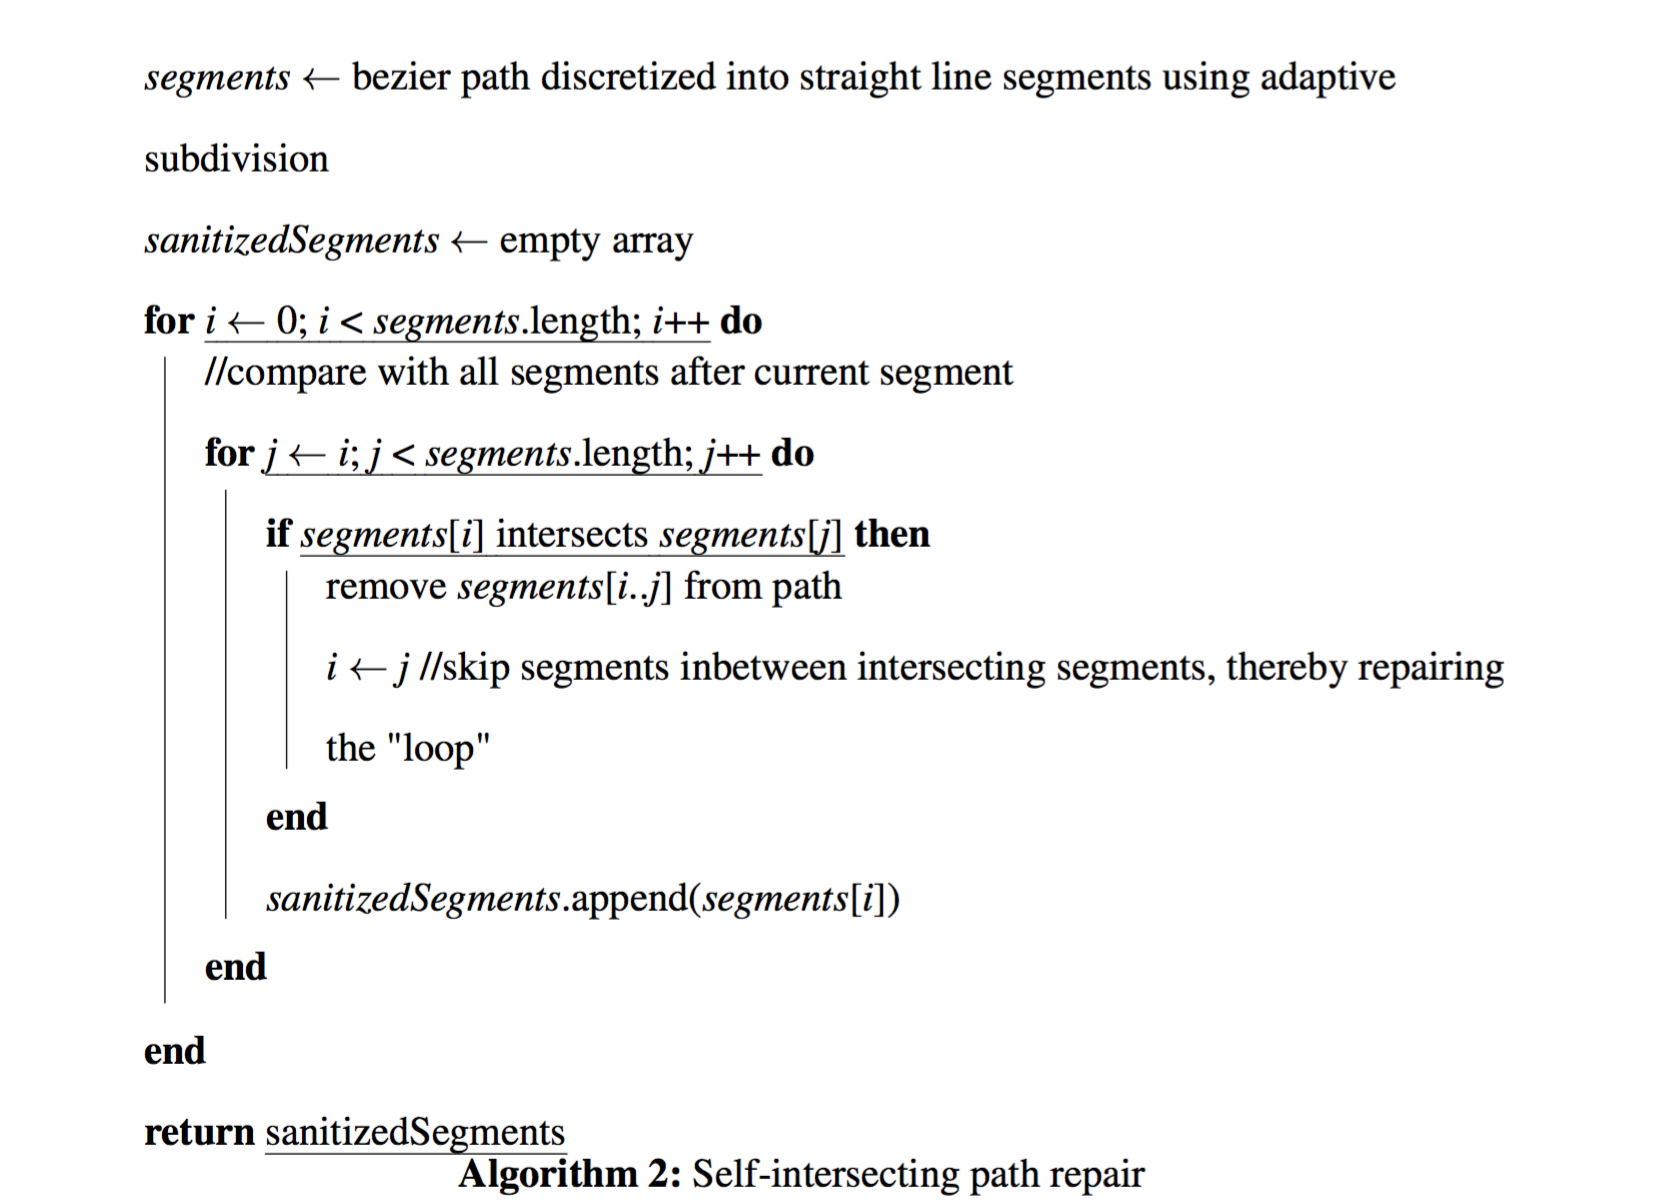 segments ← bezier path discretized into straight line segments using adaptive
subdivision
sanitizedSegments ← empty array
for i ← 0; i < segments.length; i++ do
//compare with all segments after current segment
for j ← i; j < segments.length; j++ do
if segments[i] intersects segments[j] then
remove segments[i..j] from path
i ← j //skip segments inbetween intersecting segments, thereby repairing
the "loop"
end
sanitizedSegments.append(segments[i])
end
end
return sanitizedSegments
Algorithm 2: Self-intersecting path repair